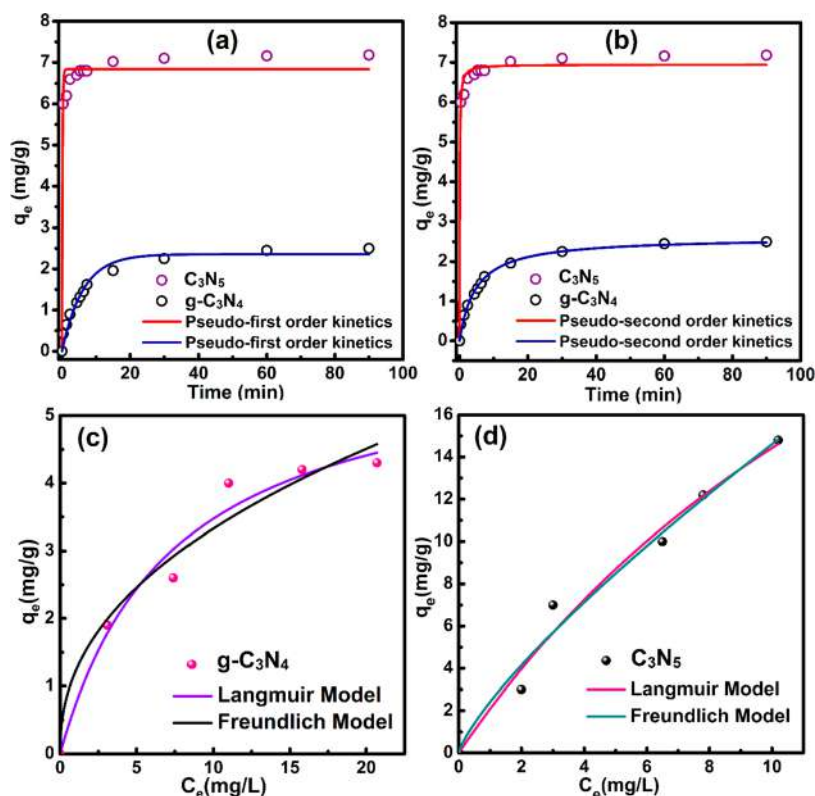 (a)
8
7
6
5
4
3
2
1
0
qₑ (mg/g)
C₃N₅
g-C₃N₄
Pseudo-first order kinetics
Pseudo-first order kinetics
0 20 40 60 80 100
Time (min)
(b)
8
7
6
5
4
3
2
1
0
qₑ (mg/g)
C₃N₅
g-C₃N₄
Pseudo-second order kinetics
Pseudo-second order kinetics
0 20 40 60 80 100
Time (min)
(c)
5
4
3
2
1
0
qₑ(mg/g)
g-C₃N₄
Langmuir Model
Freundlich Model
0 5 10 15 20
Cₑ(mg/L)
(d)
16
14
12
10
8
6
4
2
0
qₑ(mg/g)
C₃N₅
Langmuir Model
Freundlich Model
0 2 4 6 8 10
Cₑ(mg/L)